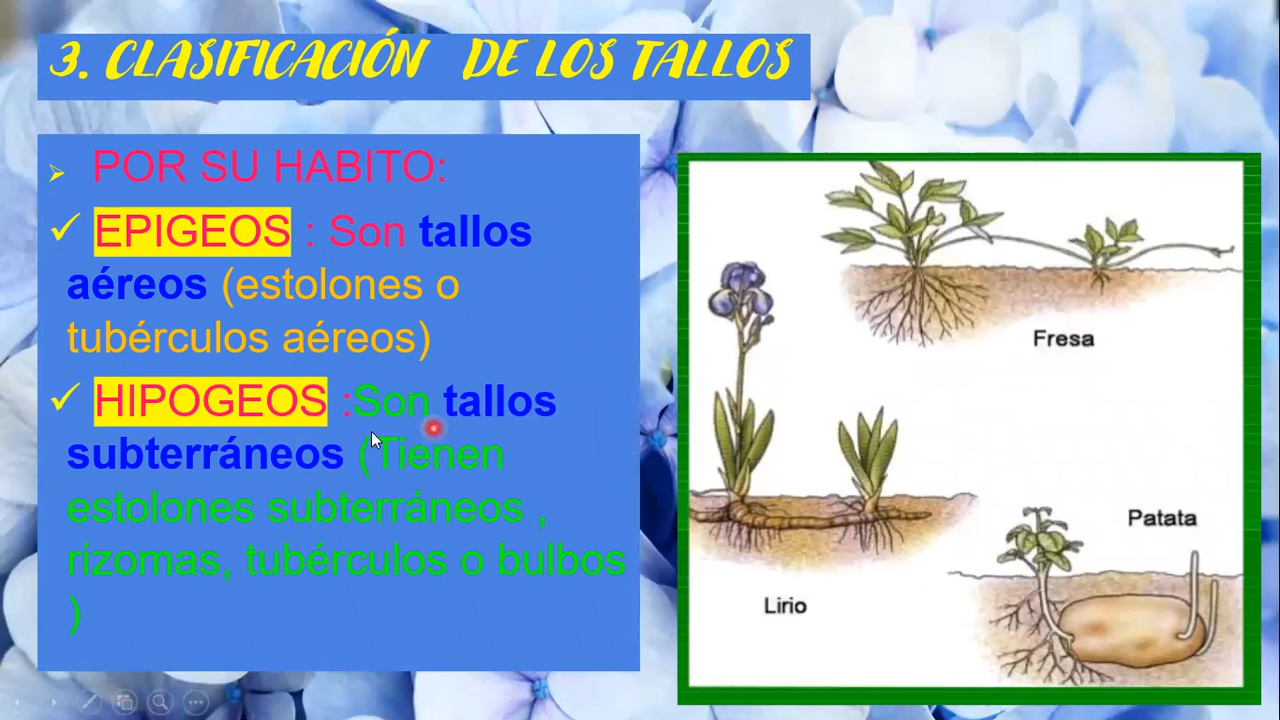 3. CLASIFICACIÓN DE LOS TALLOS
POR SU HABITO:
EPIGEOS : Son tallos
aéreos (estolones o
tubérculos aéreos)
HIPOGEOS :Son tallos
subterráneos (Tienen
estolones subterráneos ,
rizomas, tubérculos o bulbos
)
Fresa
Patata
Lirio